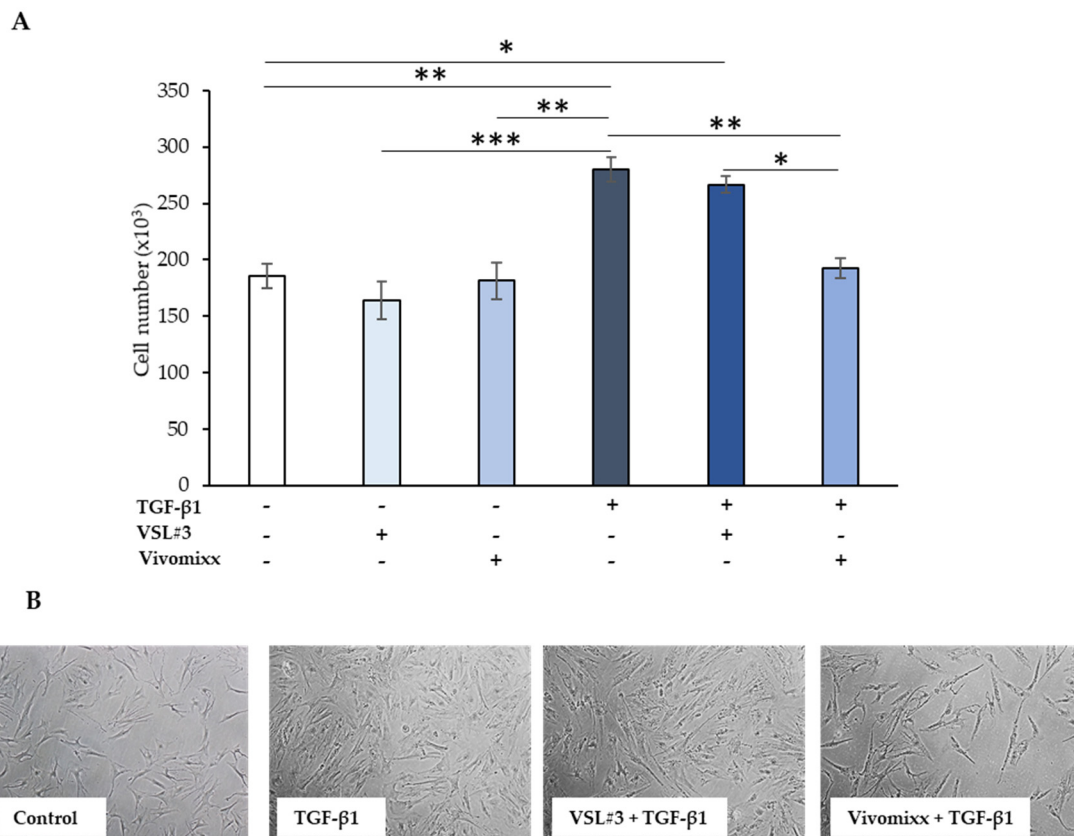 A
*
**
**
***
**
*
350
300
250
200
150
100
50
0
Cell number (x10³)
TGF-β1 - - - + + +
VSL#3 - + - - + -
Vivomixx - - + - - +
B
Control
TGF-β1
VSL#3 + TGF-β1
Vivomixx + TGF-β1